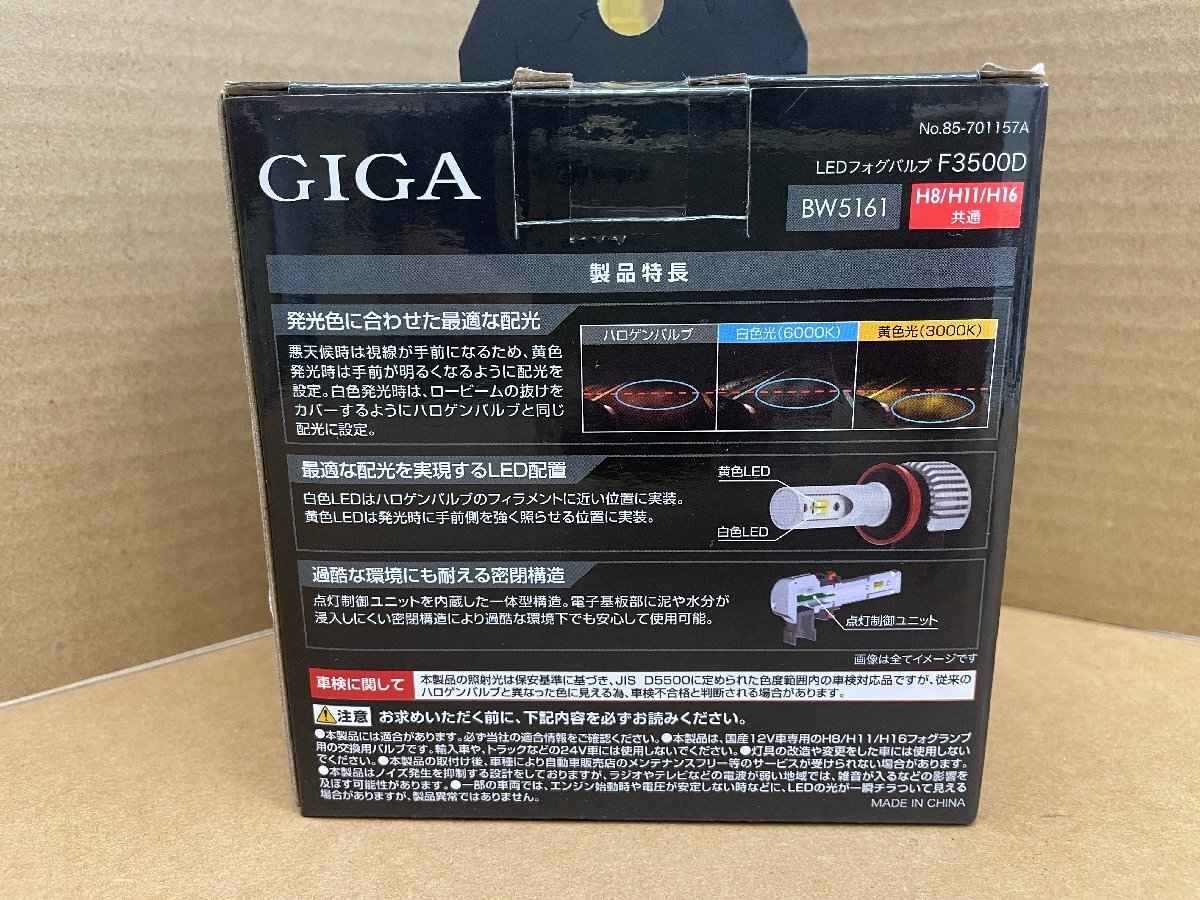 No.85-701157A
GIGA
LEDフォグバルブ F3500D
BW5161
H8/H11/H16
共通
製品特長
発光色に合わせた最適な配光
悪天候時は視線が手前になるため、黄色
発光時は手前が明るくなるように配光を
設定。白色発光時は、ロービームの抜けを
カバーするようにハロゲンバルブと同じ
配光に設定。
ハロゲンバルブ
白色光(6000K)
黄色光(3000K)
最適な配光を実現するLED配置
白色LEDはハロゲンバルブのフィラメントに近い位置に実装。
黄色LEDは発光時に手前側を強く照らせる位置に実装。
黄色LED
白色LED
過酷な環境にも耐える密閉構造
点灯制御ユニットを内蔵した一体型構造。電子基板部に泥や水分が
浸入しにくい密閉構造により過酷な環境下でも安心して使用可能。
点灯制御ユニット
画像は全てイメージです
車検に関して
本製品の照射光は保安基準に基づき、JIS D5500に定められた色度範囲内の車検対応品ですが、従来の
ハロゲンバルブと異なった色に見える為、車検不合格と判断される場合があります。
注意 お求めいただく前に、下記内容を必ずお読みください。
●本製品には適合があります。必ず当社の適合情報をご確認ください。●本製品は、国産12V車専用のH8/H11/H16フォグランプ
用の交換用バルブです。輸入車や、トラックなどの24V車には使用しないでください。●灯具の改造や変更をした車には使用しない
でください。●本製品の取付け後、車種により自動車販売店のメンテナンスフリー等のサービスが受けられない場合があります。
●本製品はノイズ発生を抑制する設計をしておりますが、ラジオやテレビなどの電波が弱い地域では、雑音が入るなどの影響を
及ぼす可能性があります。●一部の車両では、エンジン始動時や電圧が安定しない時などに、LEDの光が一瞬チラついて見える
場合がありますが、製品異常ではありません。
MADE IN CHINA